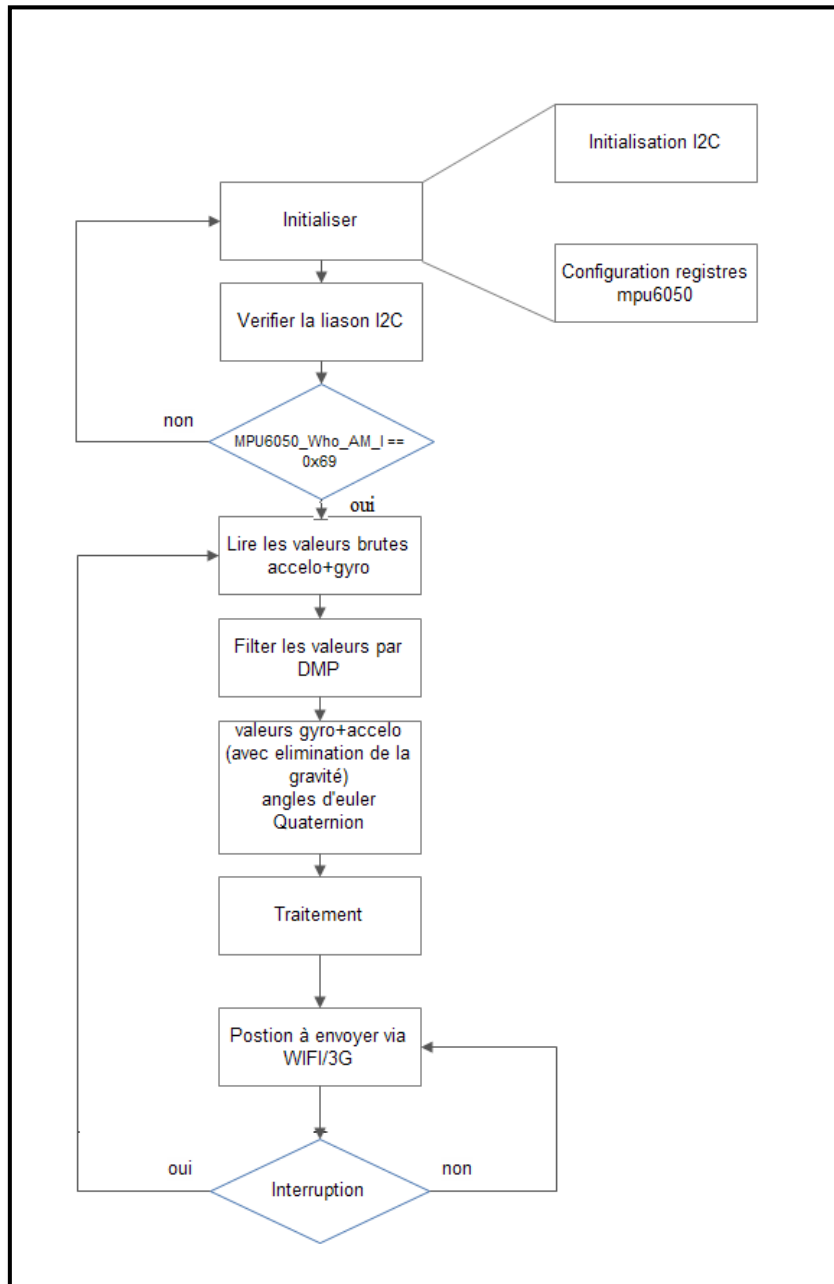 Initialisation I2C
Initialiser
Configuration registres
mpu6050
Verifier la liason I2C
non
MPU6050_Who_AM_I ==
0x69
oui
Lire les valeurs brutes
accelo+gyro
Filter les valeurs par
DMP
valeurs gyro+accelo
(avec elimination de la
gravité)
angles d'euler
Quaternion
Traitement
Postion à envoyer via
WIFI/3G
oui
Interruption
non